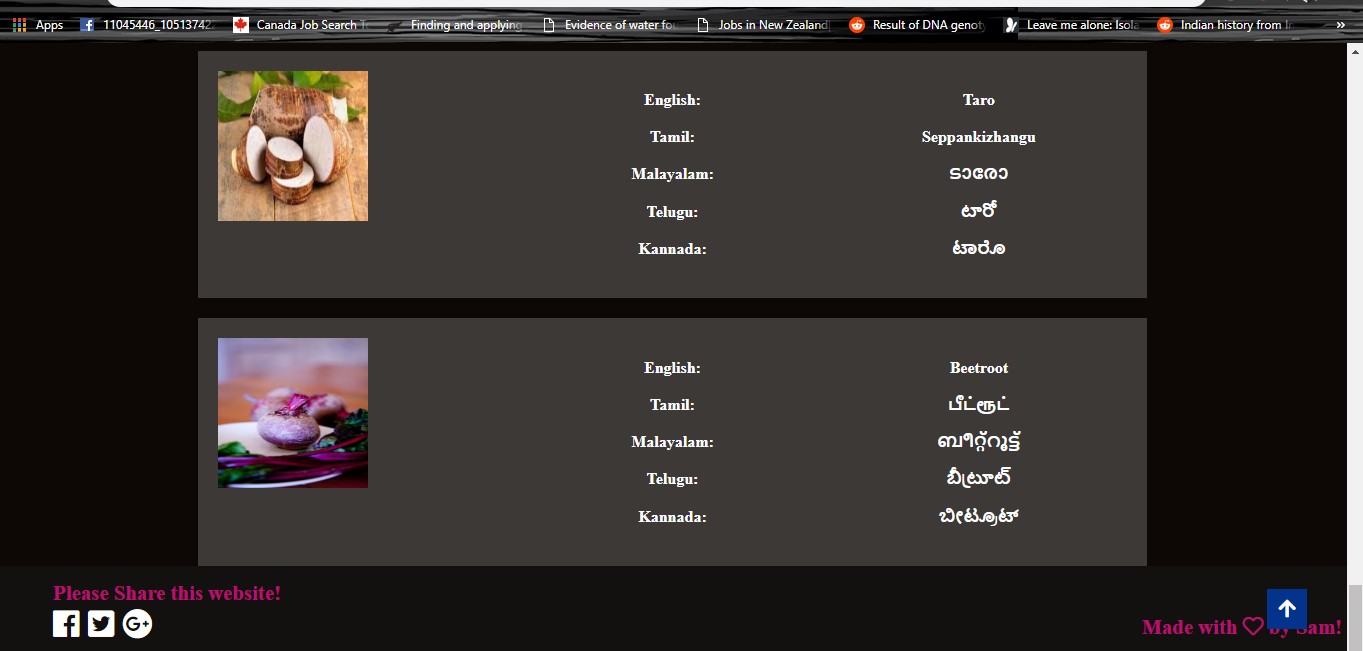 Apps 11045446_10513742 Canada Job Search Finding and applying Evidence of water fou Jobs in New Zealand Result of DNA genoty Leave me alone: Isola Indian history from In »
English: Taro
Tamil: Seppankizhangu
Malayalam: ടാരോ
Telugu: టారో
Kannada: ಟಾರೊ
English: Beetroot
Tamil: பீட்ரூட்
Malayalam: ബീറ്റ്റൂട്ട്
Telugu: బీట్రూట్
Kannada: ಬೀಟ್ರೂಟ್
Please Share this website!
Made with by Sam!